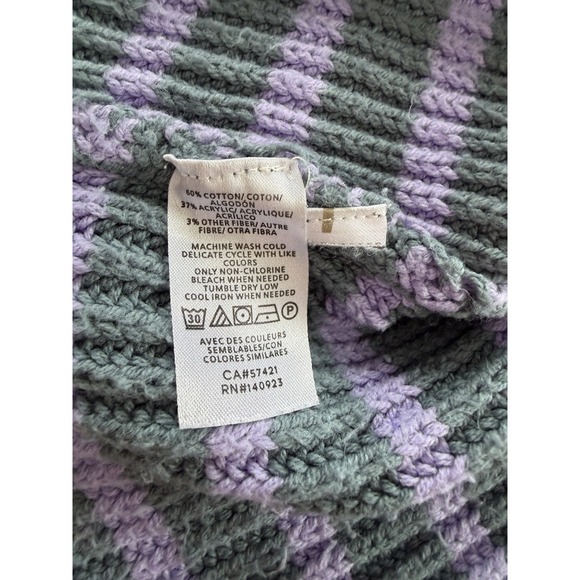 60% COTTON/ COTON/
ALGODÓN
37% ACRYLIC/ ACRYLIQUE/
ACRÍLICO
3% OTHER FIBER/ AUTRE
FIBRE/ OTRA FIBRA
MACHINE WASH COLD
DELICATE CYCLE WITH LIKE
COLORS
ONLY NON-CHLORINE
BLEACH WHEN NEEDED
TUMBLE DRY LOW
COOL IRON WHEN NEEDED
30 P
AVEC DES COULEURS
SEMBLABLES/CON
COLORES SIMILARES
CA#57421
RN#140923